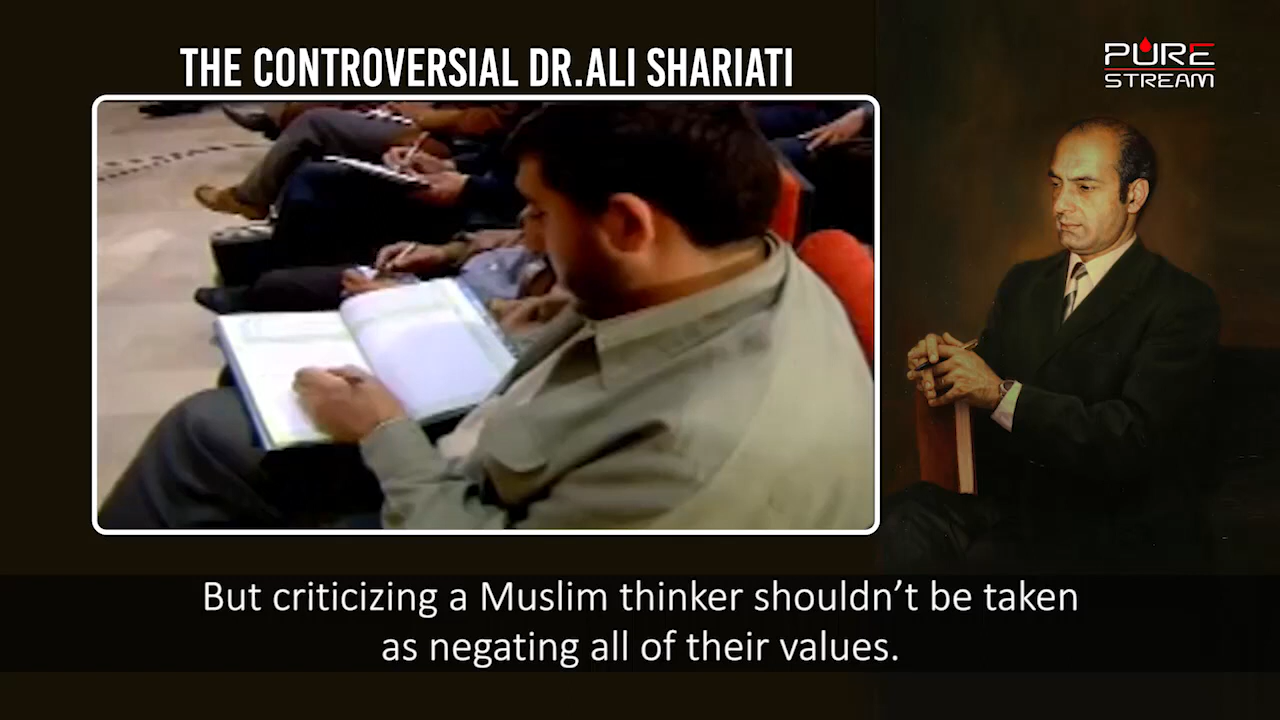 THE CONTROVERSIAL DR.ALI SHARIATI
PURE
STREAM
But criticizing a Muslim thinker shouldn’t be taken
as negating all of their values.